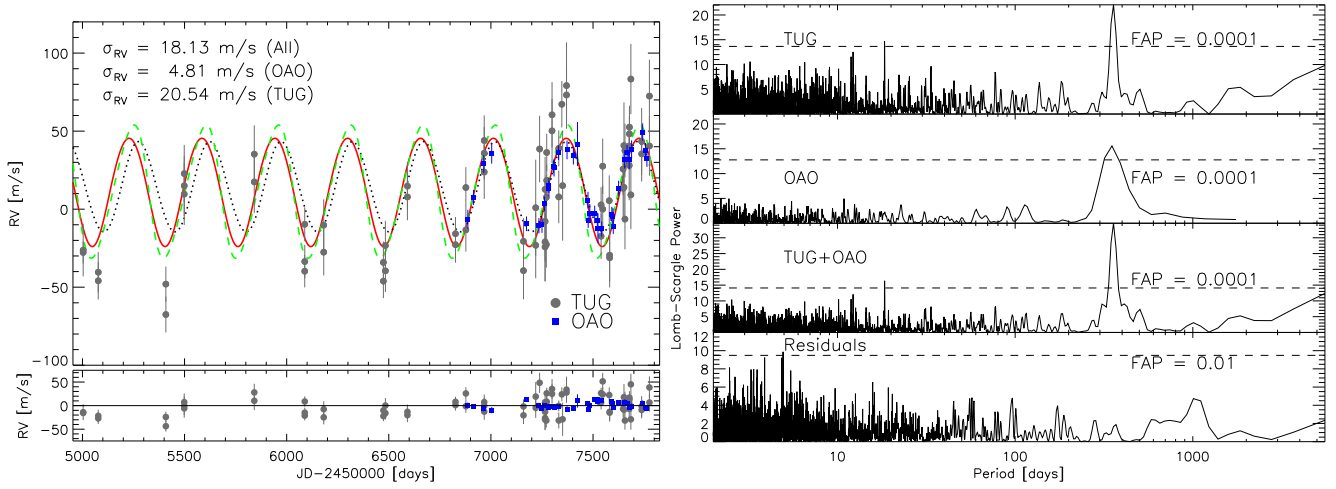 σRV = 18.13 m/s (All)
σRV = 4.81 m/s (OAO)
σRV = 20.54 m/s (TUG)
100
50
0
-50
-100
RV [m/s]
TUG
OAO
50
0
-50
RV [m/s]
5000 5500 6000 6500 7000 7500
JD-2450000 [days]
TUG
FAP = 0.0001
20
15
10
5
OAO
FAP = 0.0001
20
15
10
5
0
TUG+OAO
FAP = 0.0001
30
25
20
15
10
5
Residuals
FAP = 0.01
10
8
6
4
2
0
Lomb-Scargle Power
10 100 1000
Period [days]